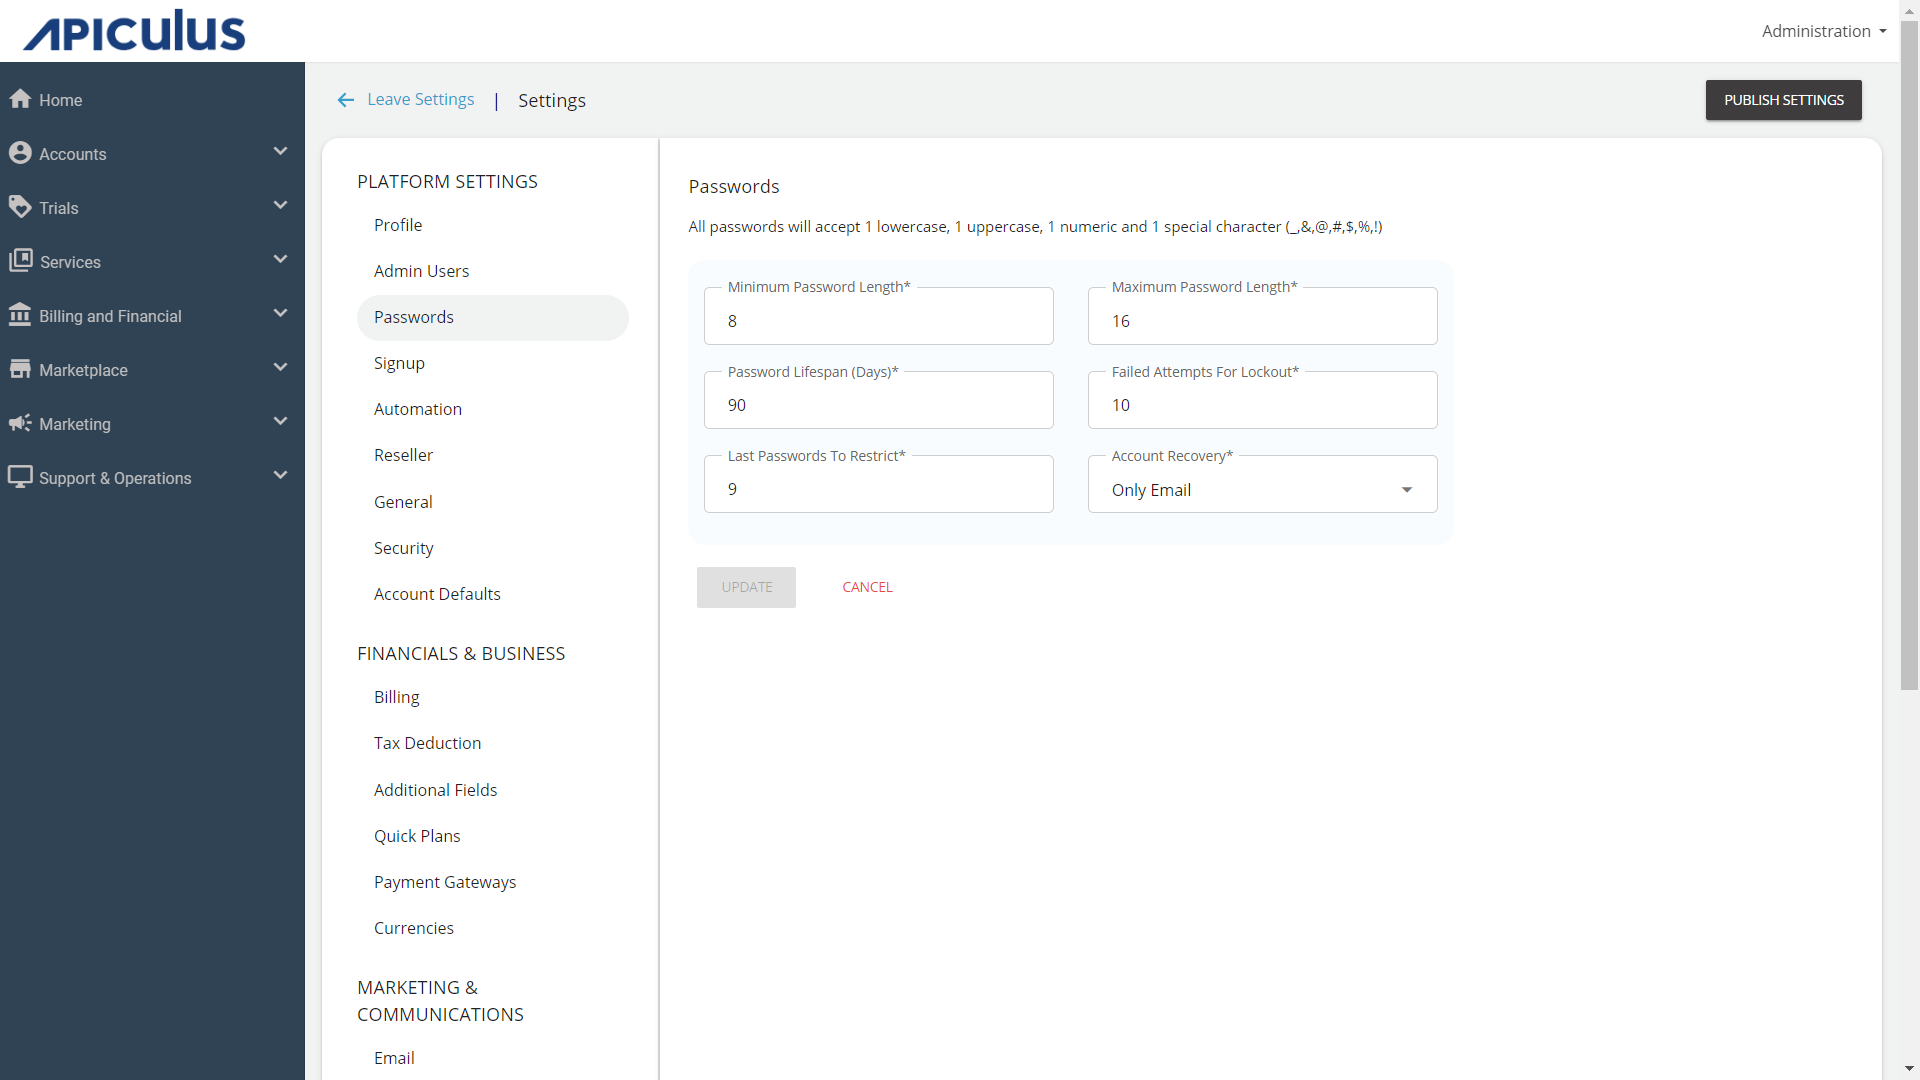 APICULUS
Administration
Home
Accounts
Trials
Services
Billing and Financial
Marketplace
Marketing
Support & Operations
Leave Settings | Settings
PUBLISH SETTINGS
PLATFORM SETTINGS
Profile
Admin Users
Passwords
Signup
Automation
Reseller
General
Security
Account Defaults
FINANCIALS & BUSINESS
Billing
Tax Deduction
Additional Fields
Quick Plans
Payment Gateways
Currencies
MARKETING &
COMMUNICATIONS
Email
Passwords
All passwords will accept 1 lowercase, 1 uppercase, 1 numeric and 1 special character (_,&,@,#,$,%,!)
Minimum Password Length*
8
Maximum Password Length*
16
Password Lifespan (Days)*
90
Failed Attempts For Lockout*
10
Last Passwords To Restrict*
9
Account Recovery*
Only Email
UPDATE
CANCEL